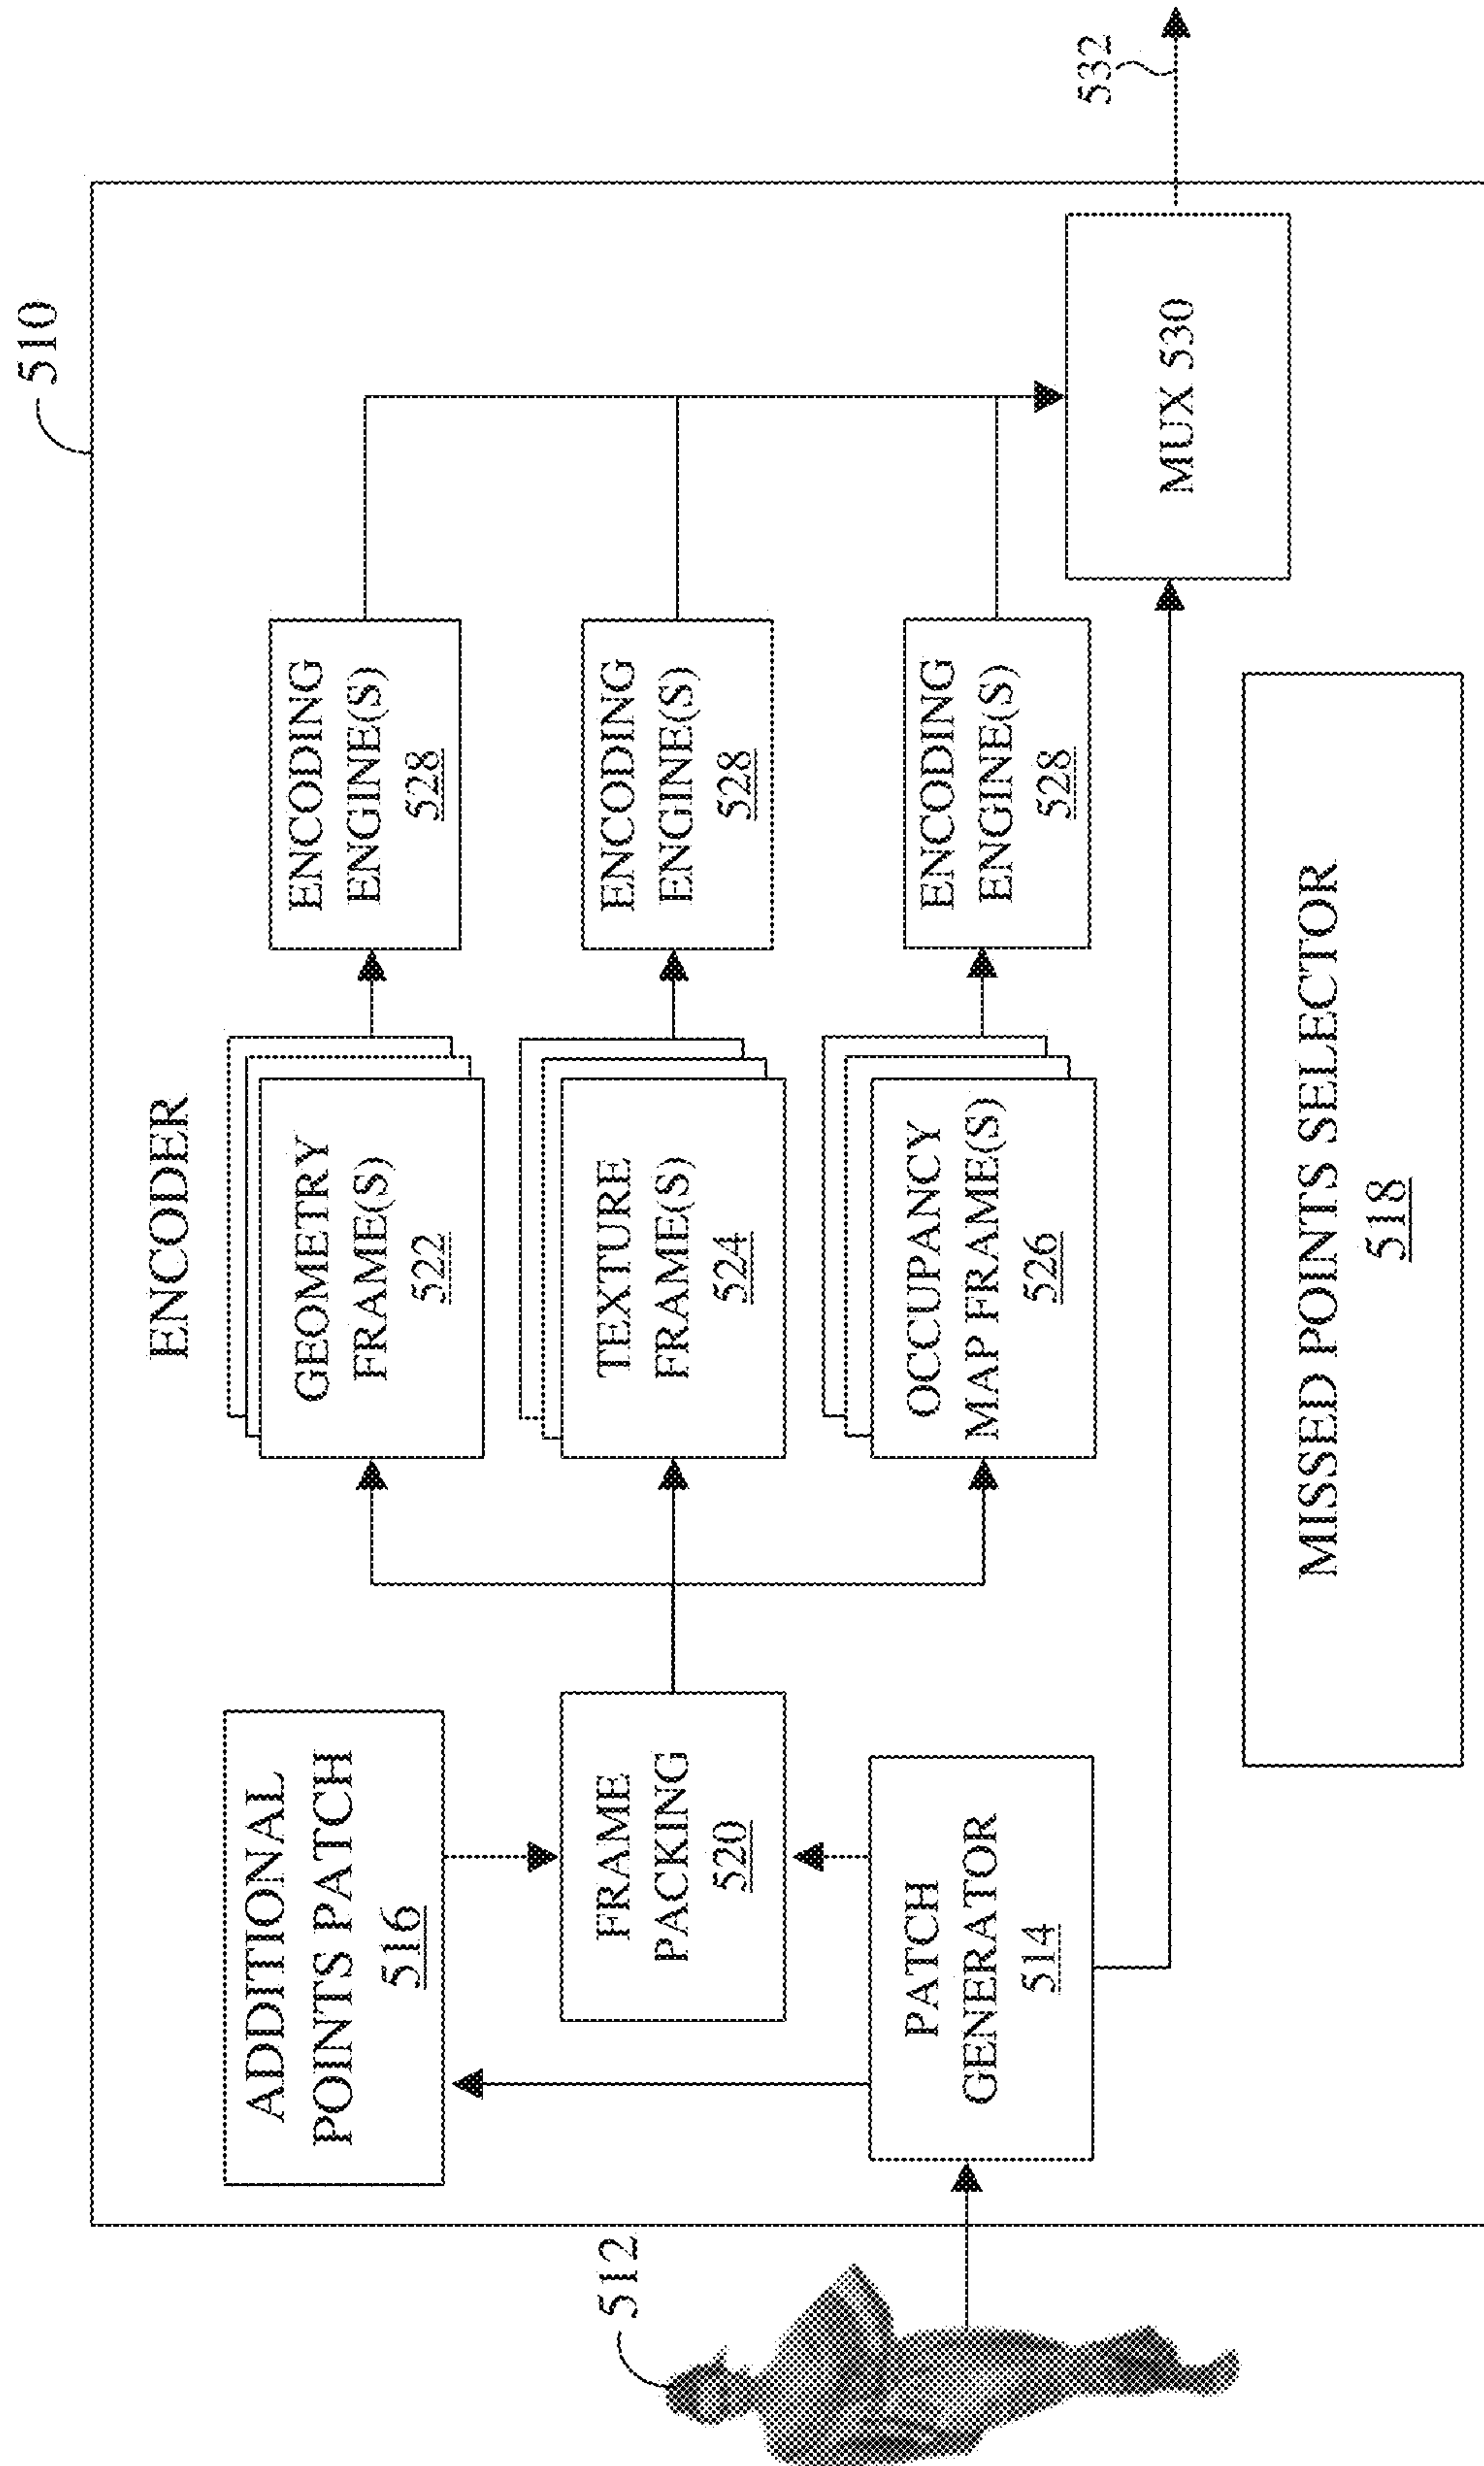 510
ENCODER
512
ADDITIONAL
POINTS PATCH
516
FRAME
PACKING
520
PATCH
GENERATOR
514
GEOMETRY
FRAME(S)
522
TEXTURE
FRAME(S)
524
OCCUPANCY
MAP FRAME(S)
526
ENCODING
ENGINE(S)
528
ENCODING
ENGINE(S)
528
ENCODING
ENGINE(S)
528
MUX 530
532
MISSED POINTS SELECTOR
518